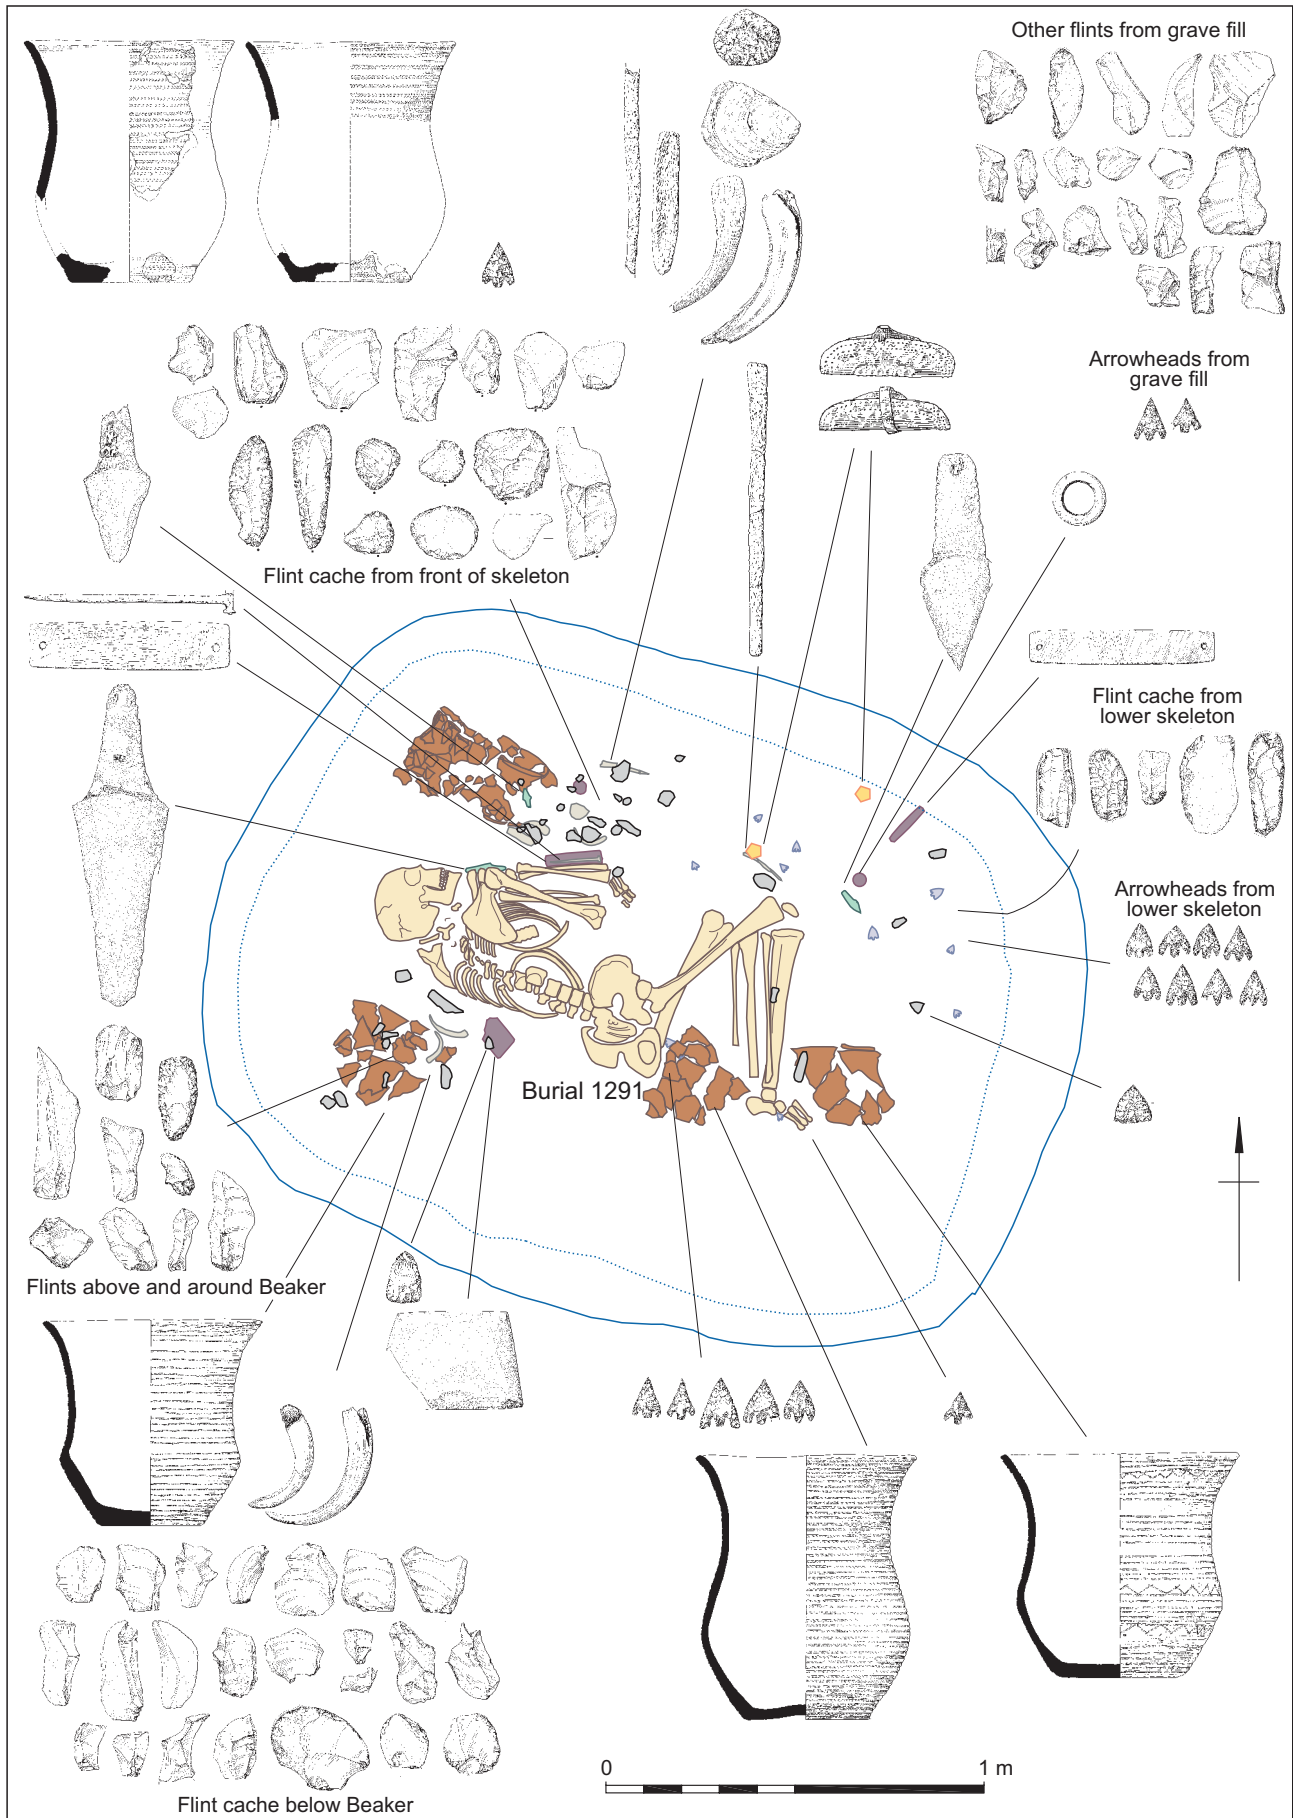 Other flints from grave fill
Arrowheads from
grave fill
Flint cache from front of skeleton
Flint cache from
lower skeleton
Arrowheads from
lower skeleton
Burial 1291
Flints above and around Beaker
0
1 m
Flint cache below Beaker